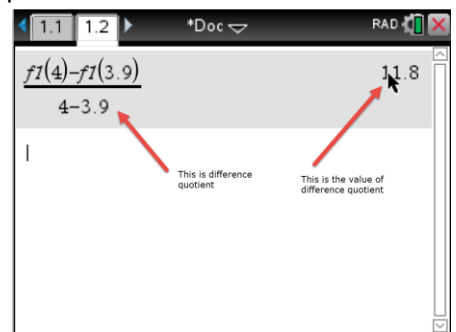 1.1 1.2 *Doc RAD
f1(4)−f1(3.9) 11.8
4−3.9
This is difference
quotient
This is the value of
difference quotient